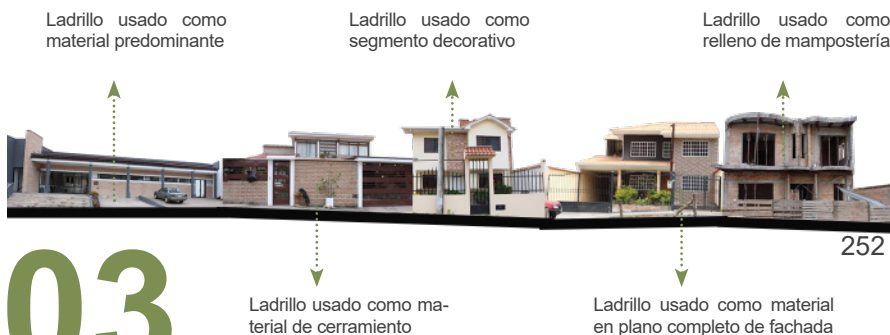 Ladrillo usado como
material predominante
Ladrillo usado como
segmento decorativo
Ladrillo usado como
relleno de mampostería
252
03
Ladrillo usado como ma-
terial de cerramiento
Ladrillo usado como material
en plano completo de fachada